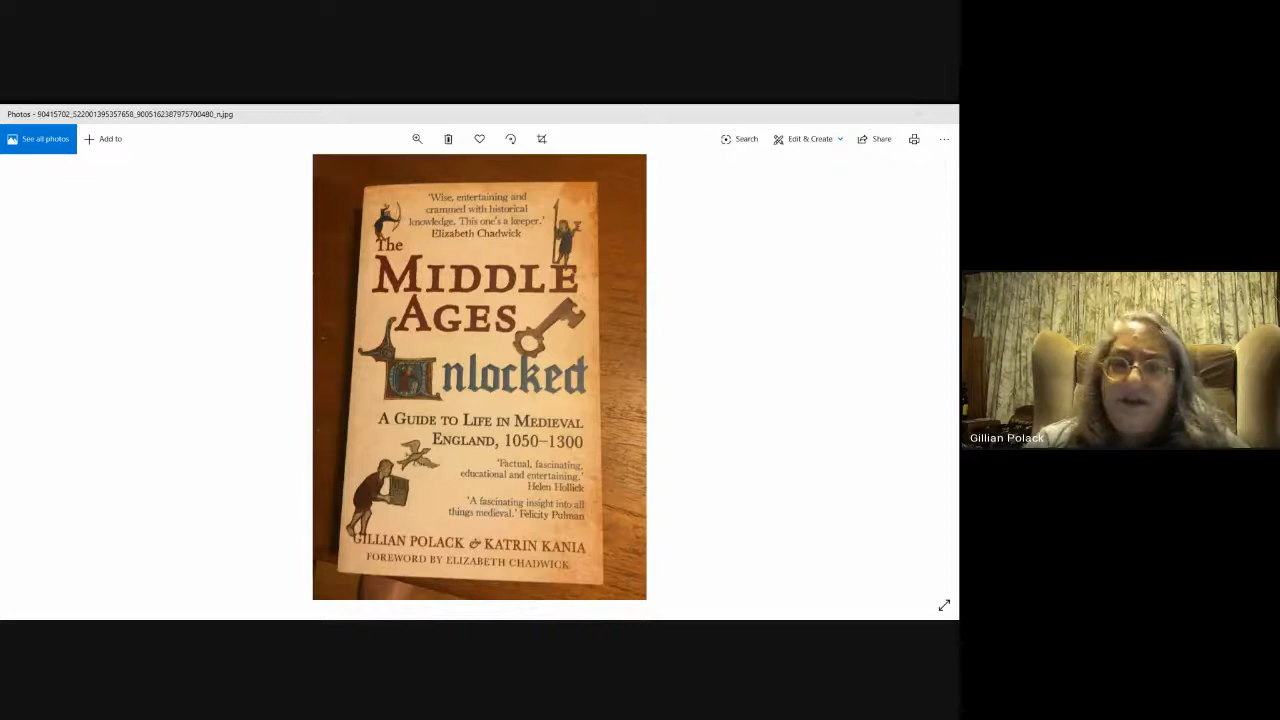 Photos - 90415702_522001395357658_9005162387975700480_n.jpg
See all photos
Add to
Search
Edit & Create
Share
'Wise, entertaining and
crammed with historical
knowledge. This one's a keeper.'
Elizabeth Chadwick
The
MIDDLE
AGES
Unlocked
A GUIDE TO LIFE IN MEDIEVAL
ENGLAND, 1050–1300
'Factual, fascinating,
educational and entertaining.'
Helen Hollick
'A fascinating insight into all
things medieval.' Felicity Pulman
GILLIAN POLACK & KATRIN KANIA
FOREWORD BY ELIZABETH CHADWICK
Gillian Polack